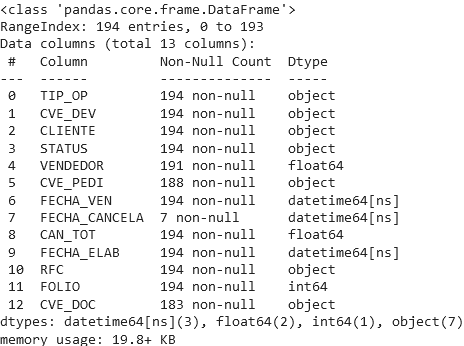 <class 'pandas.core.frame.DataFrame'>
RangeIndex: 194 entries, 0 to 193
Data columns (total 13 columns):
 #   Column         Non-Null Count  Dtype
---  ------         --------------  -----
 0   TIP_OP         194 non-null    object
 1   CVE_DEV        194 non-null    object
 2   CLIENTE        194 non-null    object
 3   STATUS         194 non-null    object
 4   VENDEDOR       191 non-null    float64
 5   CVE_PEDI       188 non-null    object
 6   FECHA_VEN      194 non-null    datetime64[ns]
 7   FECHA_CANCELA  7 non-null      datetime64[ns]
 8   CAN_TOT        194 non-null    float64
 9   FECHA_ELAB     194 non-null    datetime64[ns]
 10  RFC            194 non-null    object
 11  FOLIO          194 non-null    int64
 12  CVE_DOC        183 non-null    object
dtypes: datetime64[ns](3), float64(2), int64(1), object(7)
memory usage: 19.8+ KB